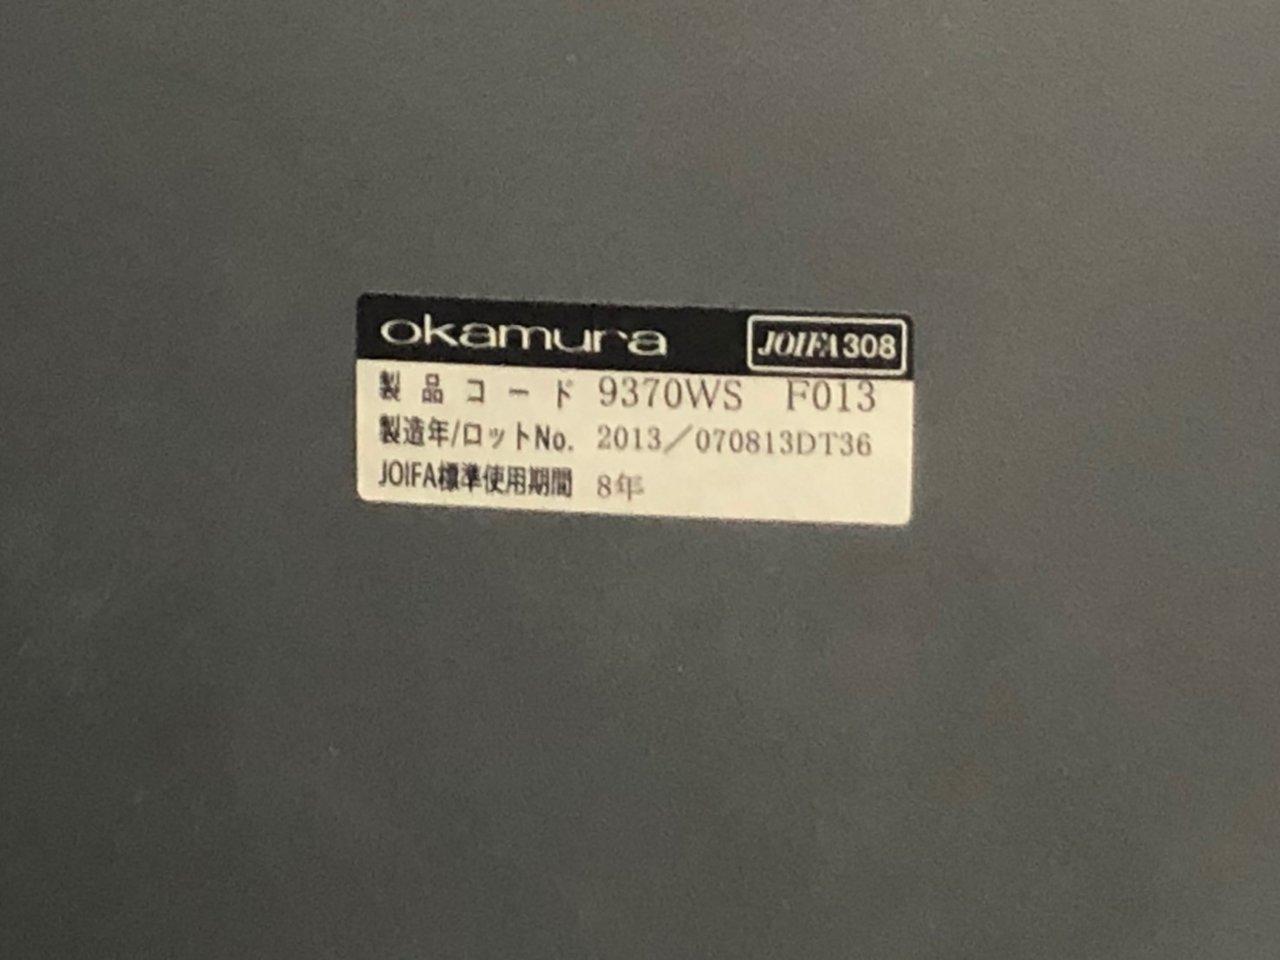 okamura JOIFA308
製品コード 9370WS F013
製造年/ロットNo. 2013/070813DT36
JOIFA標準使用期間 8年